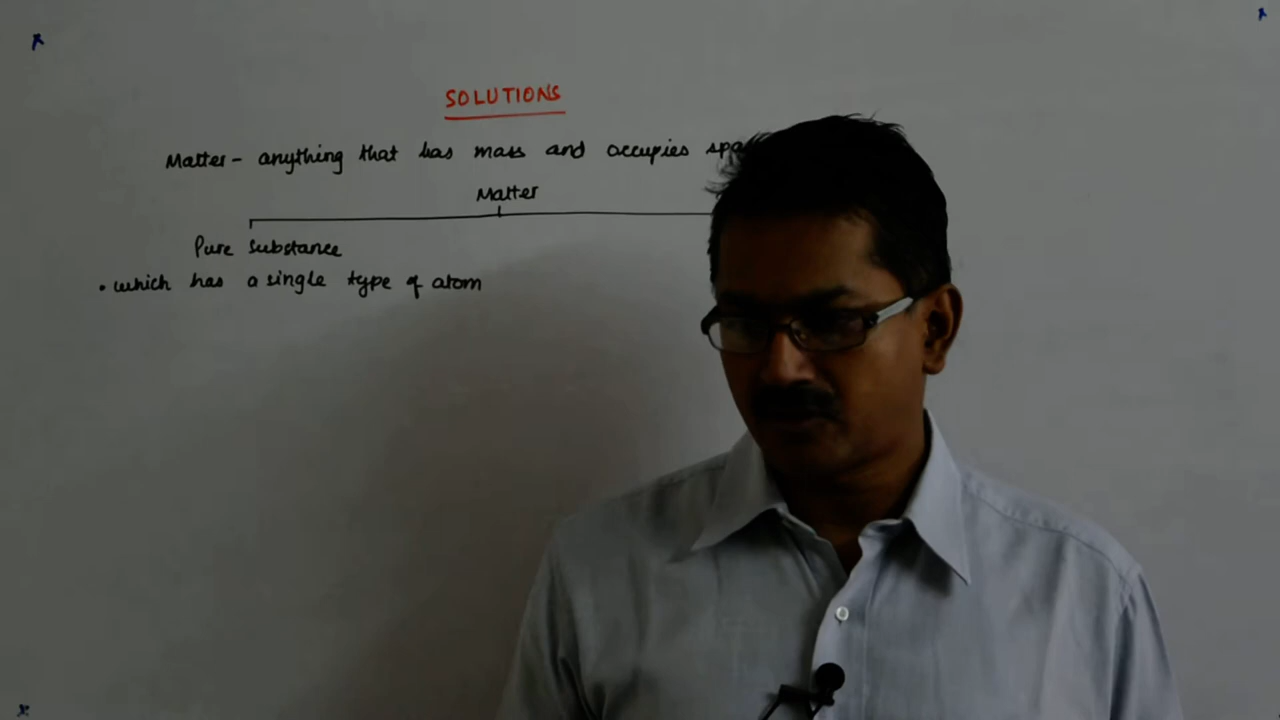 SOLUTIONS
Matter - anything that has mass and occupies
Matter
Pure Substance
• which has a single type of atom